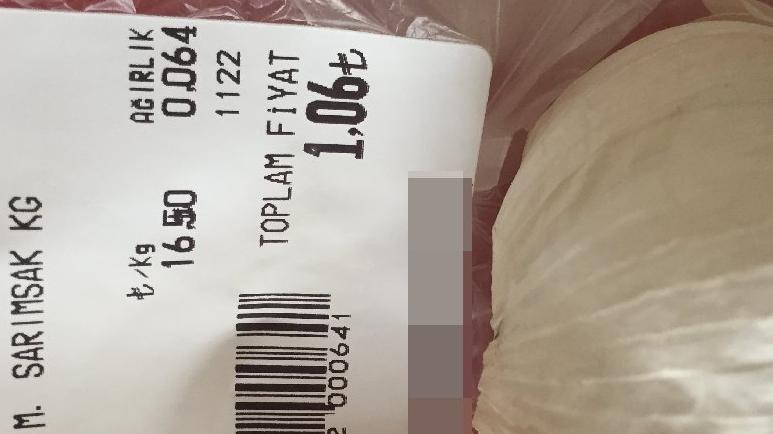 M. SARIMSAK KG
₺/Kg AĞIRLIK
16.50 0.064
1122
TOPLAM FİYAT
1,06₺
000641